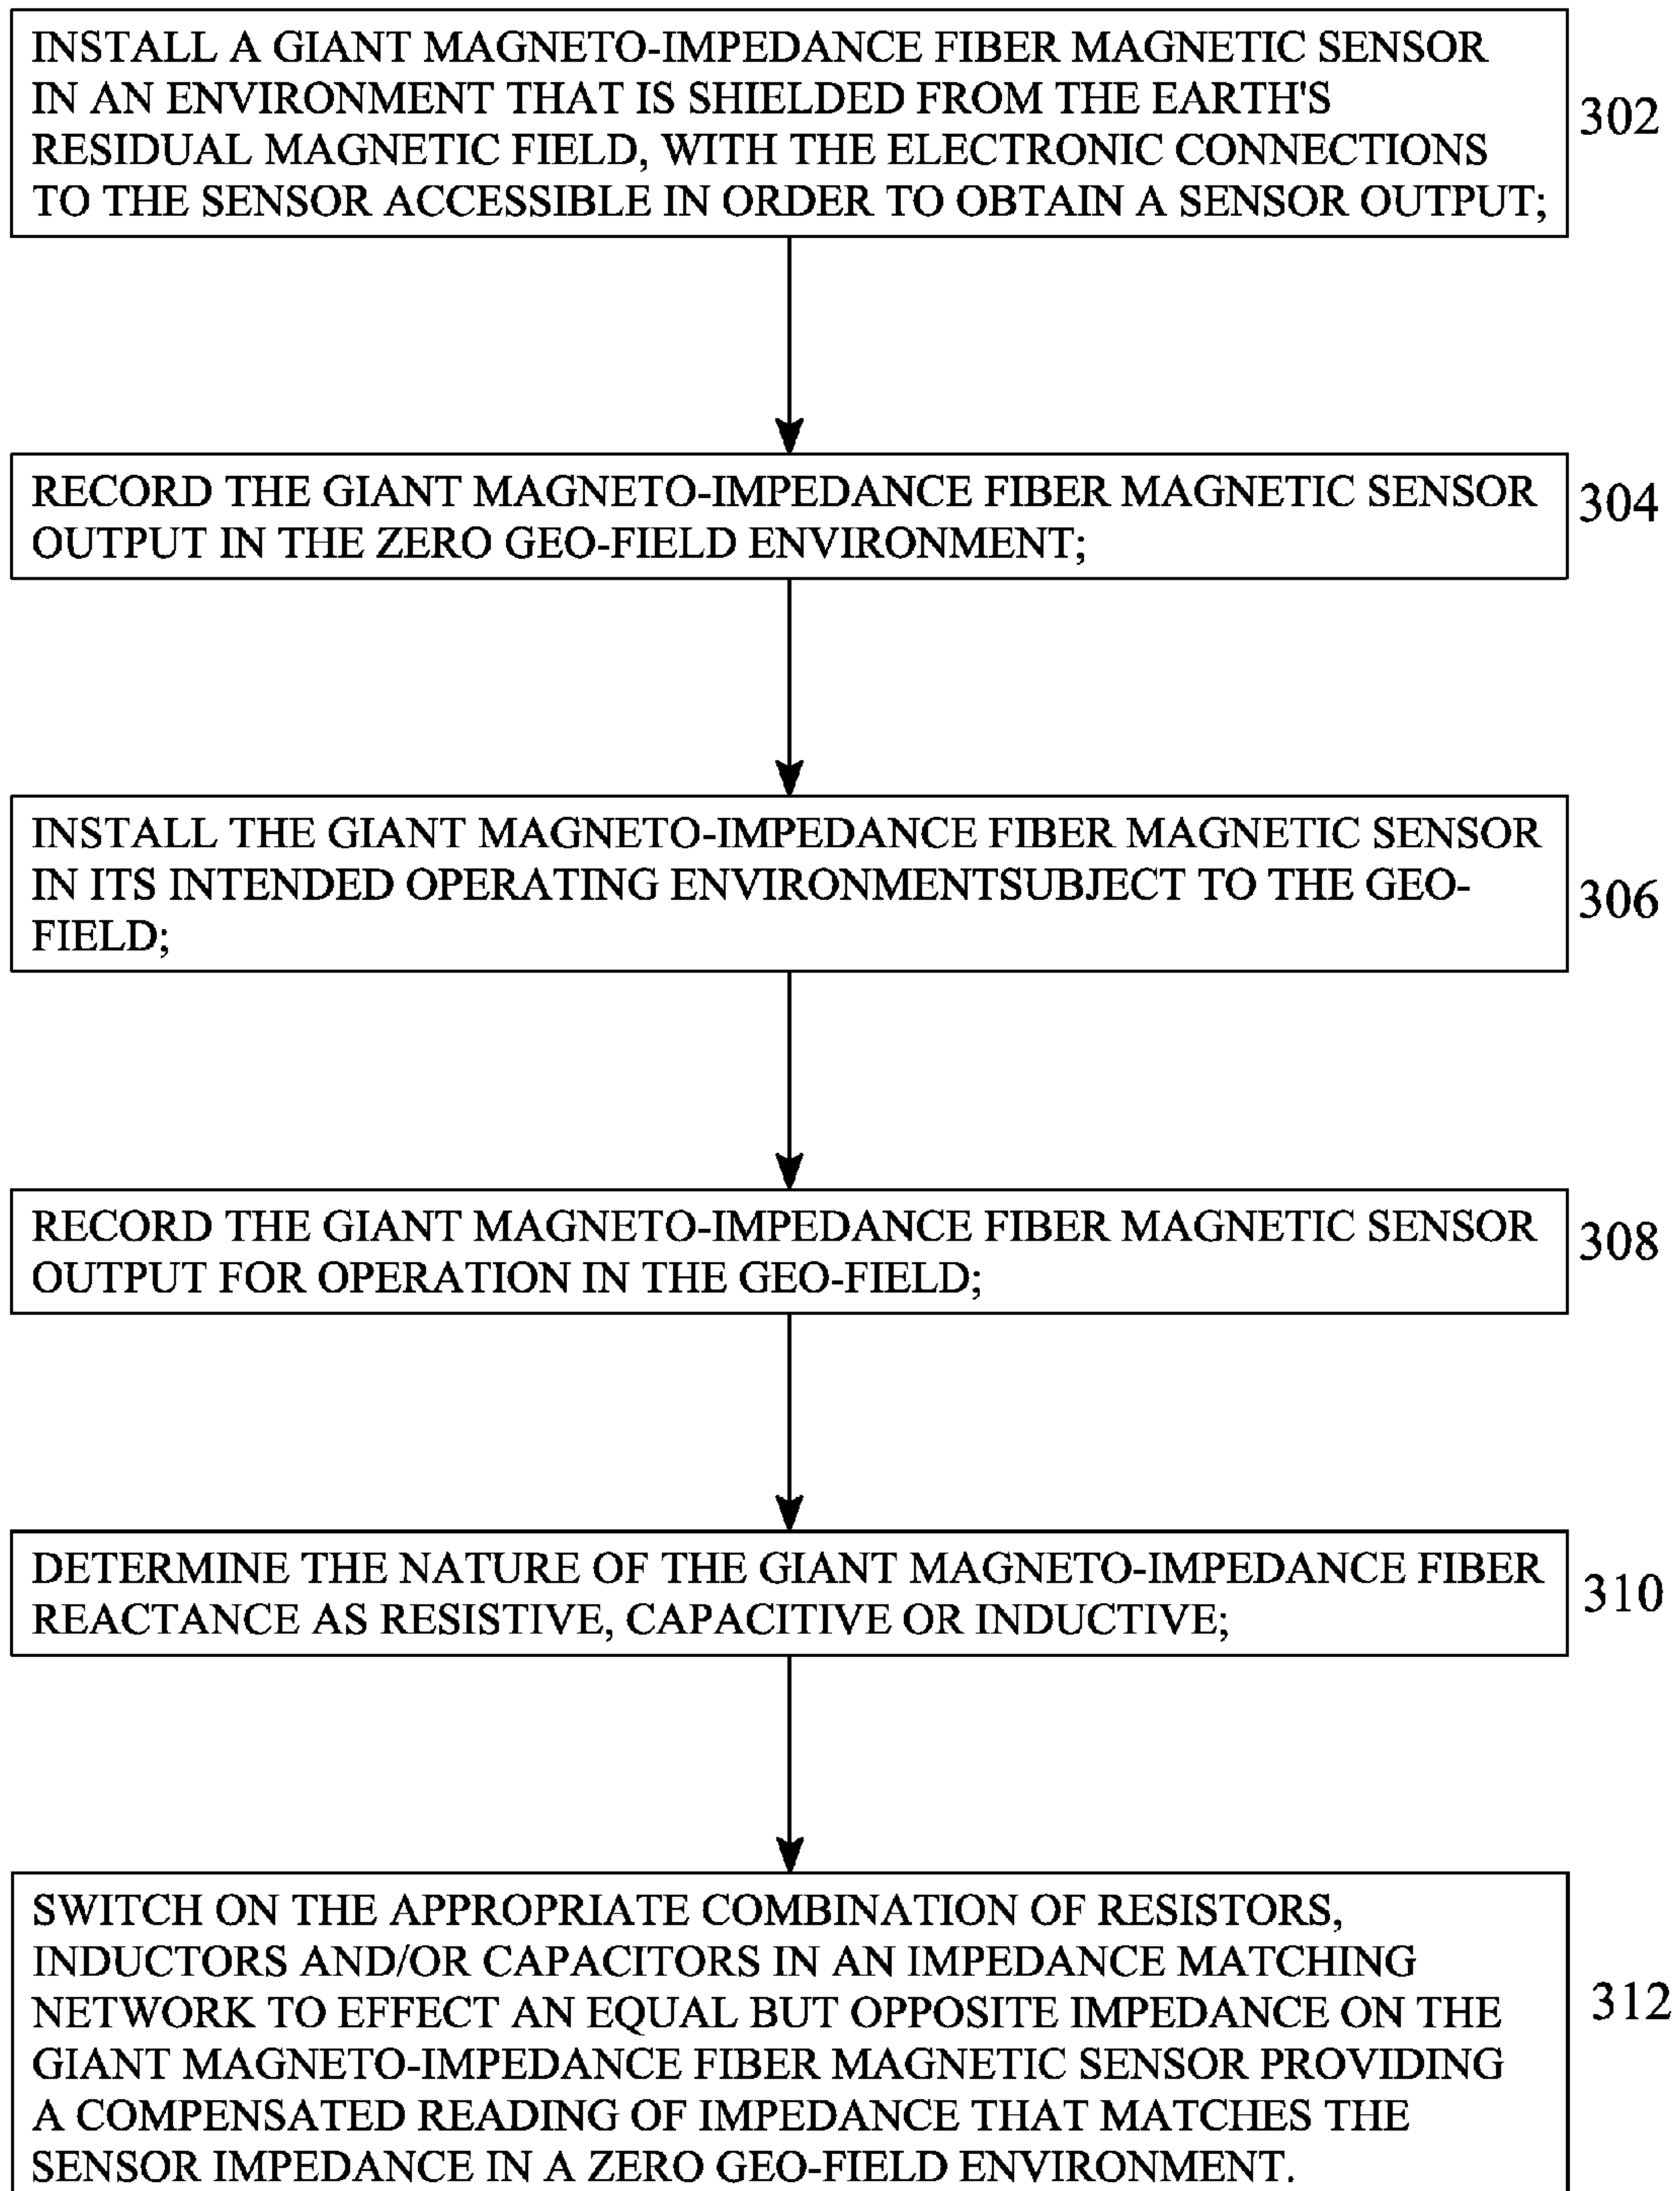 INSTALL A GIANT MAGNETO-IMPEDANCE FIBER MAGNETIC SENSOR
IN AN ENVIRONMENT THAT IS SHIELDED FROM THE EARTH'S
RESIDUAL MAGNETIC FIELD, WITH THE ELECTRONIC CONNECTIONS
TO THE SENSOR ACCESSIBLE IN ORDER TO OBTAIN A SENSOR OUTPUT;
302
RECORD THE GIANT MAGNETO-IMPEDANCE FIBER MAGNETIC SENSOR
OUTPUT IN THE ZERO GEO-FIELD ENVIRONMENT;
304
INSTALL THE GIANT MAGNETO-IMPEDANCE FIBER MAGNETIC SENSOR
IN ITS INTENDED OPERATING ENVIRONMENTSUBJECT TO THE GEO-
FIELD;
306
RECORD THE GIANT MAGNETO-IMPEDANCE FIBER MAGNETIC SENSOR
OUTPUT FOR OPERATION IN THE GEO-FIELD;
308
DETERMINE THE NATURE OF THE GIANT MAGNETO-IMPEDANCE FIBER
REACTANCE AS RESISTIVE, CAPACITIVE OR INDUCTIVE;
310
SWITCH ON THE APPROPRIATE COMBINATION OF RESISTORS,
INDUCTORS AND/OR CAPACITORS IN AN IMPEDANCE MATCHING
NETWORK TO EFFECT AN EQUAL BUT OPPOSITE IMPEDANCE ON THE
GIANT MAGNETO-IMPEDANCE FIBER MAGNETIC SENSOR PROVIDING
A COMPENSATED READING OF IMPEDANCE THAT MATCHES THE
SENSOR IMPEDANCE IN A ZERO GEO-FIELD ENVIRONMENT.
312